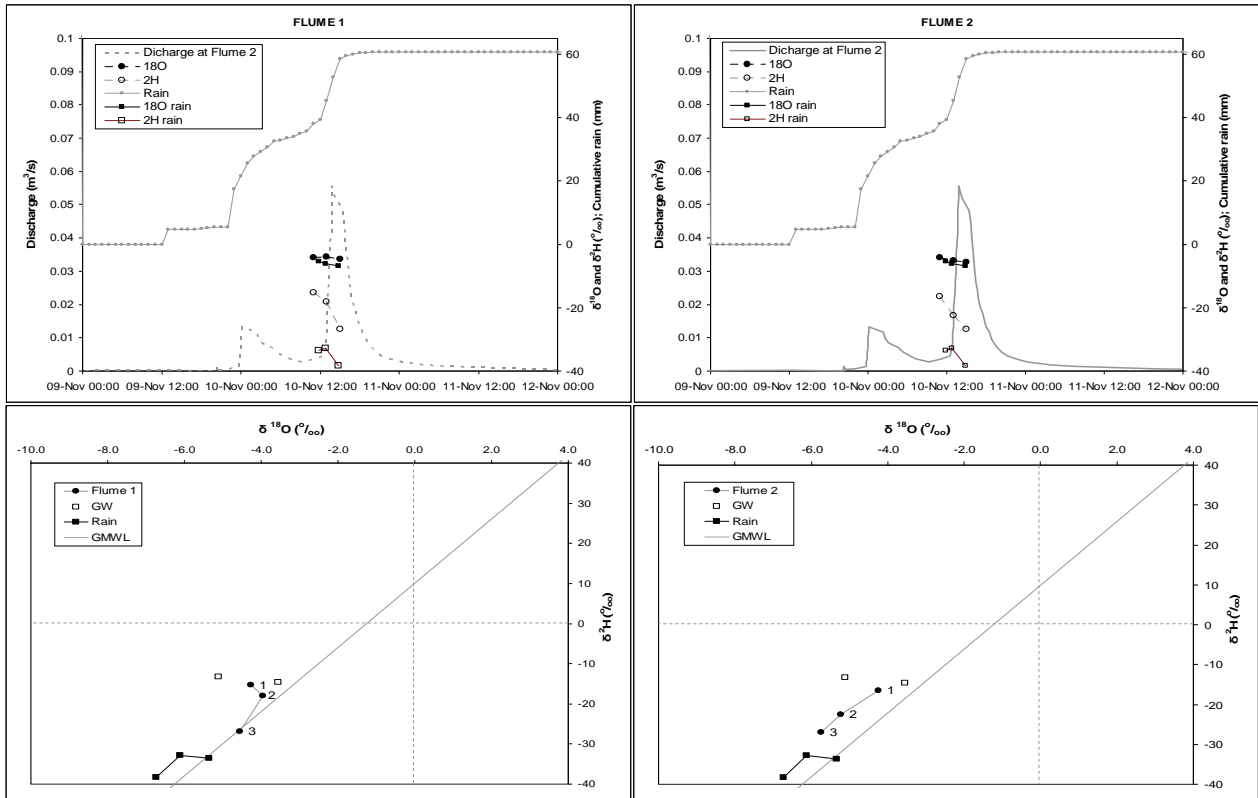 FLUME 1
0.1
0.09
0.08
0.07
0.06
0.05
0.04
0.03
0.02
0.01
0
Discharge (m³/s)
Dicharge at Flume 2
18O
2H
Rain
18O rain
2H rain
60
40
20
0
-20
-40
δ¹⁸O and δ²H (°/₀₀); Cumulative rain (mm)
09-Nov 00:00 09-Nov 12:00 10-Nov 00:00 10-Nov 12:00 11-Nov 00:00 11-Nov 12:00 12-Nov 00:00
FLUME 2
0.1
0.09
0.08
0.07
0.06
0.05
0.04
0.03
0.02
0.01
0
Discharge (m³/s)
Dicharge at Flume 2
18O
2H
Rain
18O rain
2H rain
60
40
20
0
-20
-40
δ¹⁸O and δ²H (°/₀₀); Cumulative rain (mm)
09-Nov 00:00 09-Nov 12:00 10-Nov 00:00 10-Nov 12:00 11-Nov 00:00 11-Nov 12:00 12-Nov 00:00
δ ¹⁸O (°/₀₀)
-10.0 -8.0 -6.0 -4.0 -2.0 0.0 2.0 4.0
Flume 1
GW
Rain
GMWL
1
2
3
40
30
20
10
0
-10
-20
-30
-40
δ ²H (°/₀₀)
δ ¹⁸O (°/₀₀)
-10.0 -8.0 -6.0 -4.0 -2.0 0.0 2.0 4.0
Flume 2
GW
Rain
GMWL
1
2
3
40
30
20
10
0
-10
-20
-30
-40
δ ²H (°/₀₀)